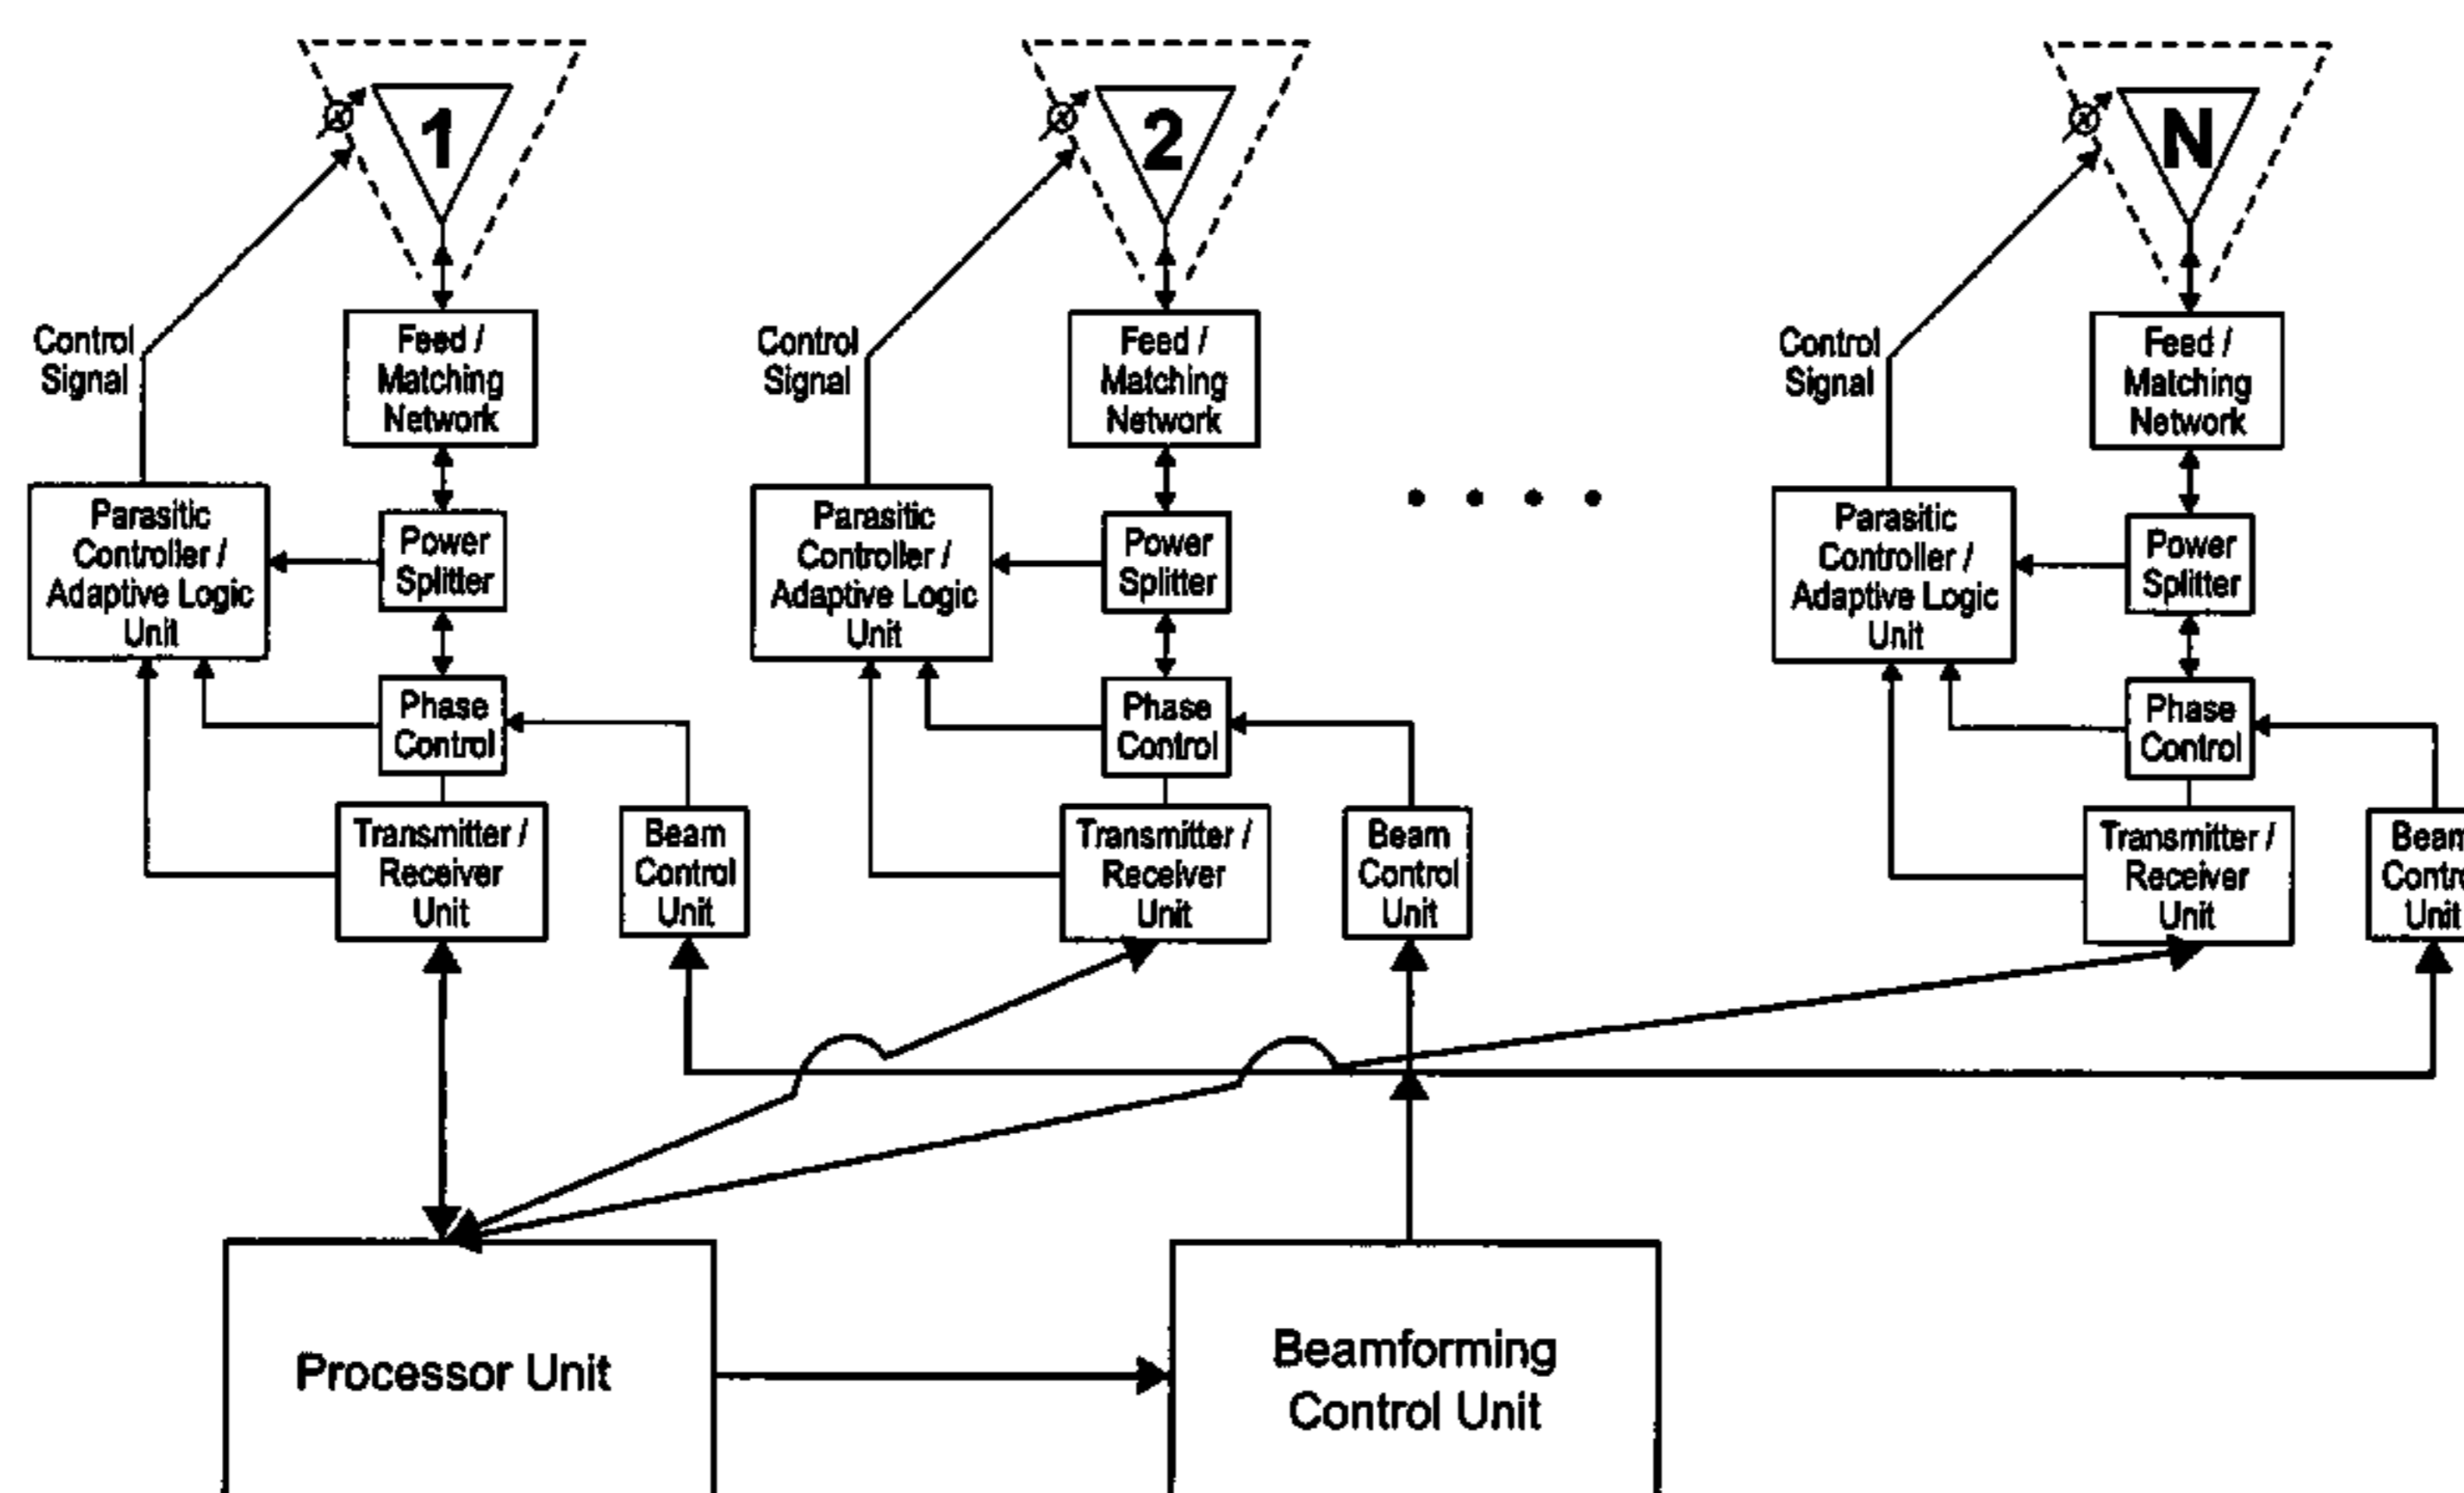 1
2
N
Control
Signal
Feed /
Matching
Network
Control
Signal
Feed /
Matching
Network
Control
Signal
Feed /
Matching
Network
Parasitic
Controller /
Adaptive Logic
Unit
Power
Splitter
Parasitic
Controller /
Adaptive Logic
Unit
Power
Splitter
. . . .
Parasitic
Controller /
Adaptive Logic
Unit
Power
Splitter
Phase
Control
Phase
Control
Phase
Control
Transmitter /
Receiver
Unit
Beam
Control
Unit
Transmitter /
Receiver
Unit
Beam
Control
Unit
Transmitter /
Receiver
Unit
Unit
Processor Unit
Beamforming
Control Unit